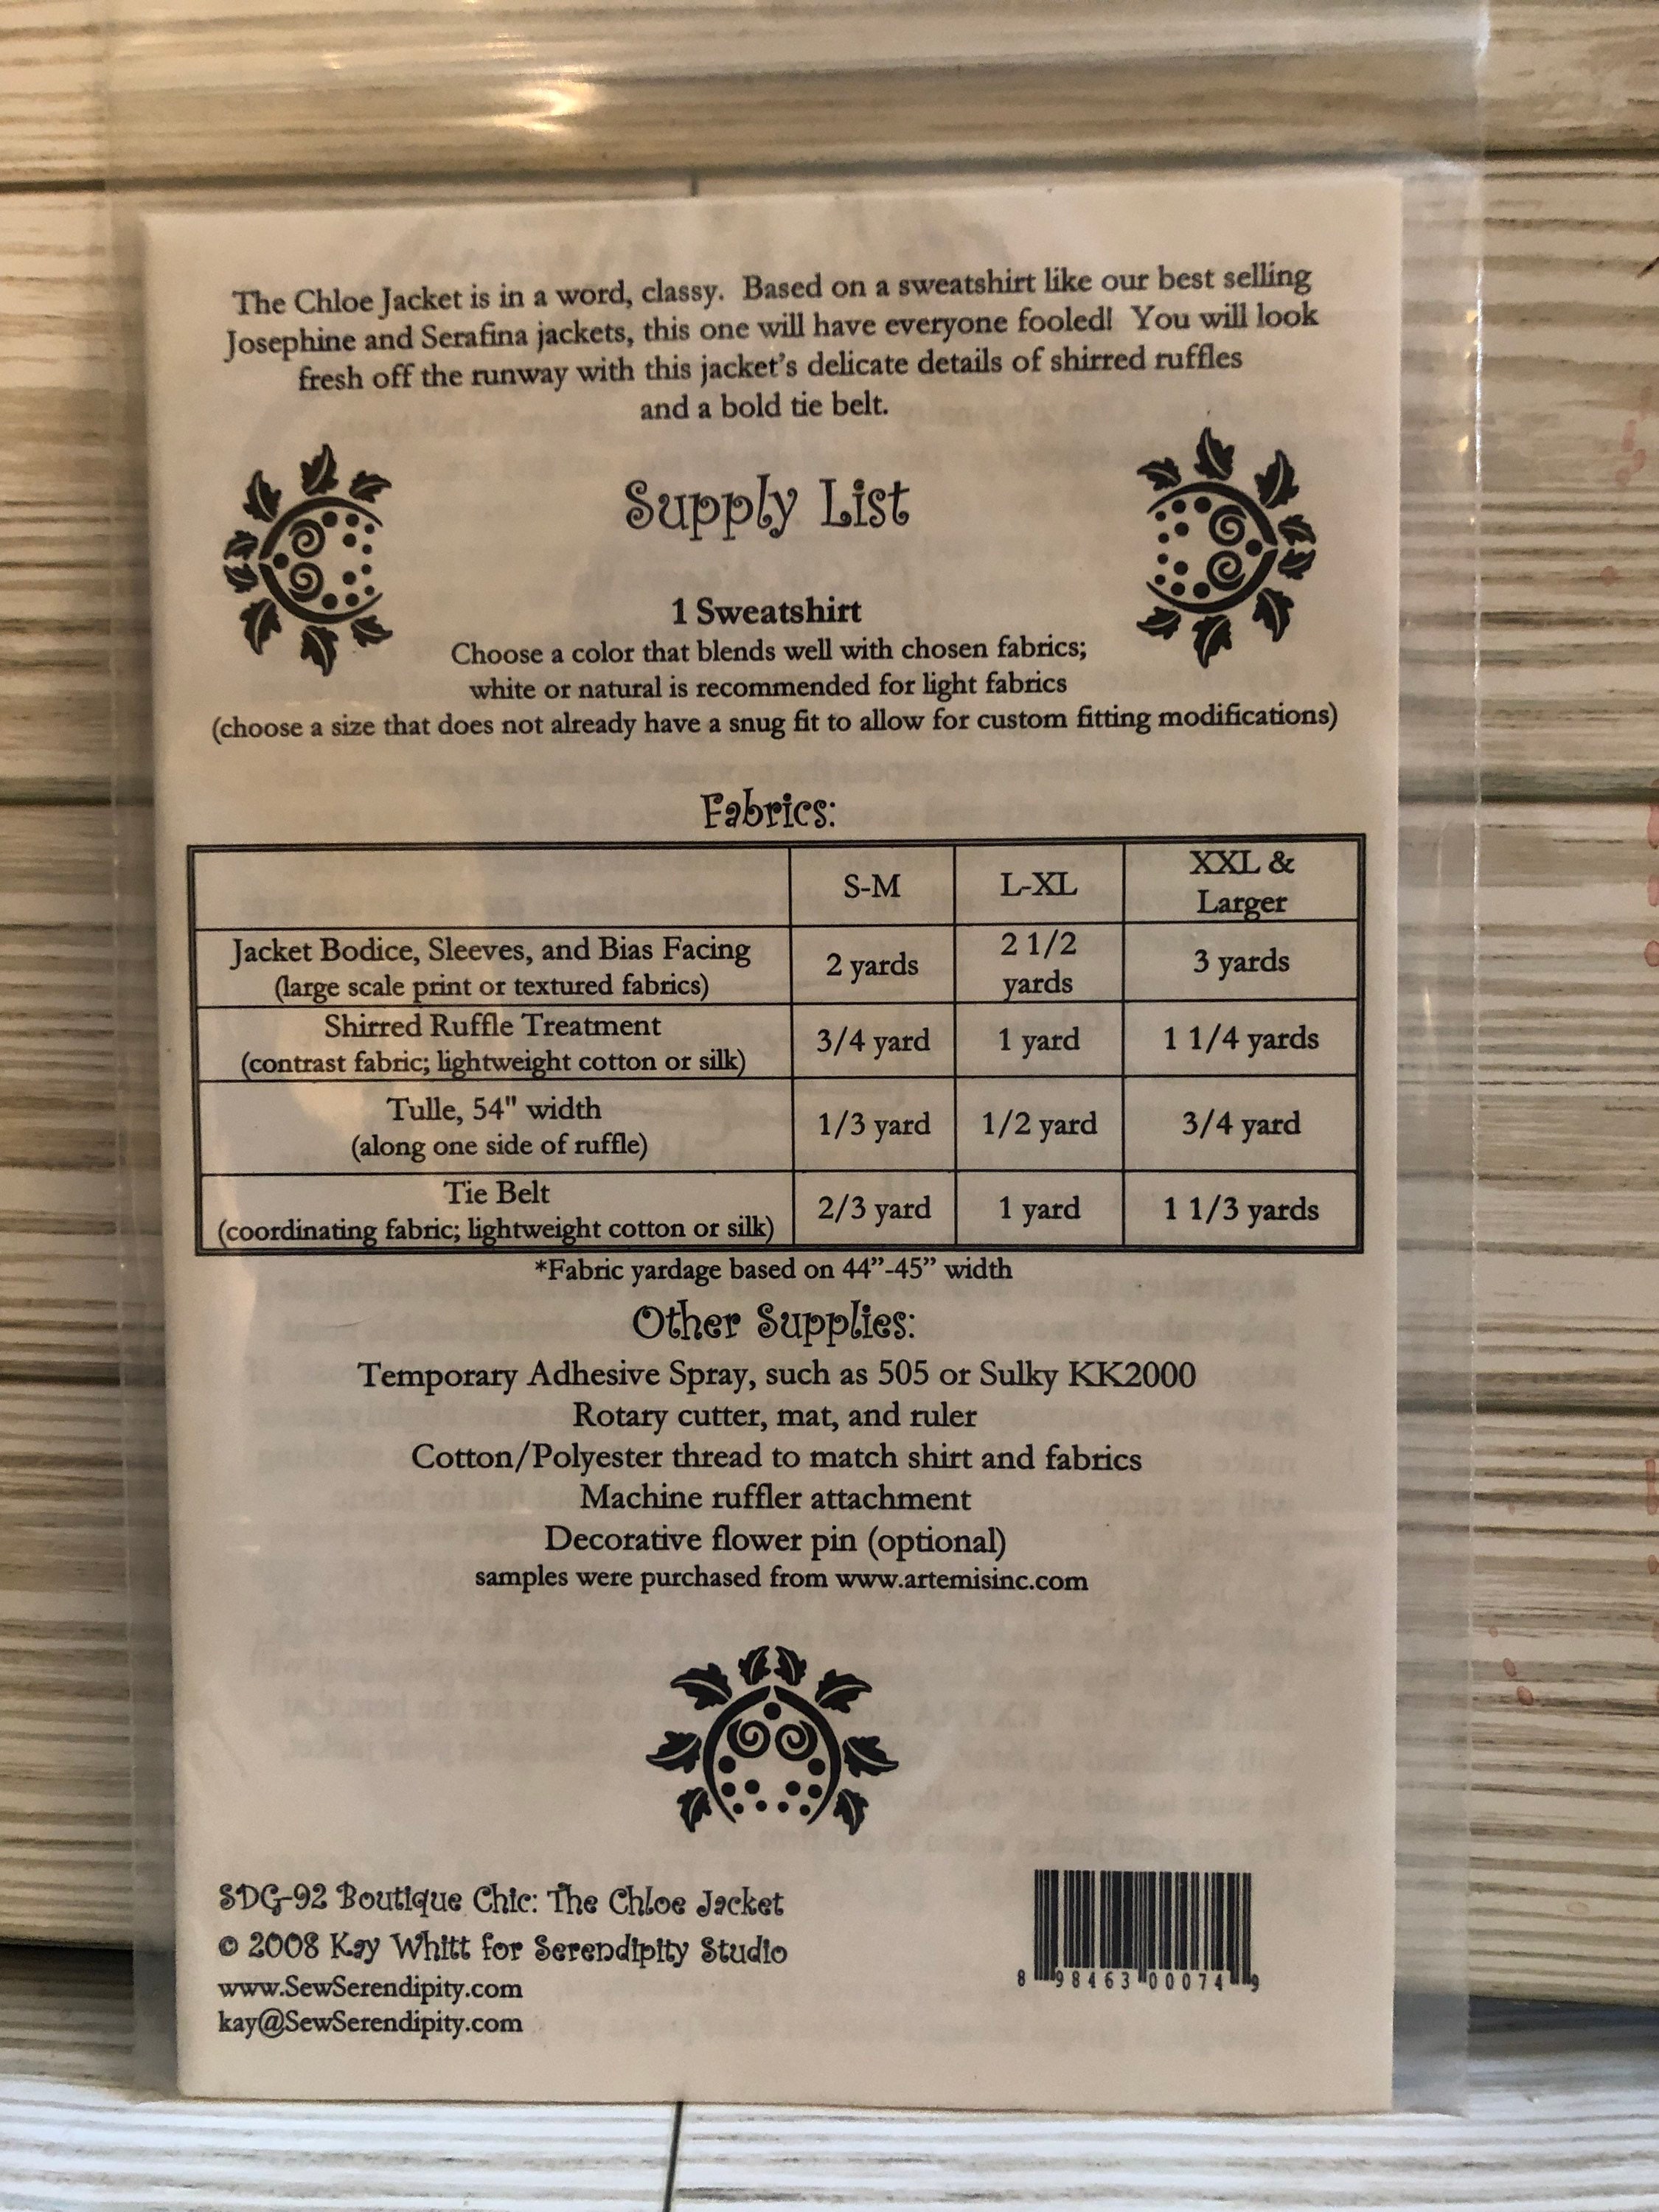 The Chloe Jacket is in a word, classy. Based on a sweatshirt like our best selling
Josephine and Serafina jackets, this one will have everyone fooled! You will look
fresh off the runway with this jacket's delicate details of shirred ruffles
and a bold tie belt.
Supply List
1 Sweatshirt
Choose a color that blends well with chosen fabrics;
white or natural is recommended for light fabrics
(choose a size that does not already have a snug fit to allow for custom fitting modifications)
Fabrics:
S-M L-XL XXL &
Larger
Jacket Bodice, Sleeves, and Bias Facing
(large scale print or textured fabrics)
2 yards
2 1/2
yards
3 yards
Shirred Ruffle Treatment
(contrast fabric; lightweight cotton or silk)
3/4 yard
1 yard
1 1/4 yards
Tulle, 54" width
(along one side of ruffle)
1/3 yard
1/2 yard
3/4 yard
Tie Belt
(coordinating fabric; lightweight cotton or silk)
2/3 yard
1 yard
1 1/3 yards
*Fabric yardage based on 44”-45” width
Other Supplies:
Temporary Adhesive Spray, such as 505 or Sulky KK2000
Rotary cutter, mat, and ruler
Cotton/Polyester thread to match shirt and fabrics
Machine ruffler attachment
Decorative flower pin (optional)
samples were purchased from www.artemisinc.com
SDG-92 Boutique Chic: The Chloe Jacket
© 2008 Kay Whitt for Serendipity Studio
www.SewSerendipity.com
kay@SewSerendipity.com
8 98463 00074 9